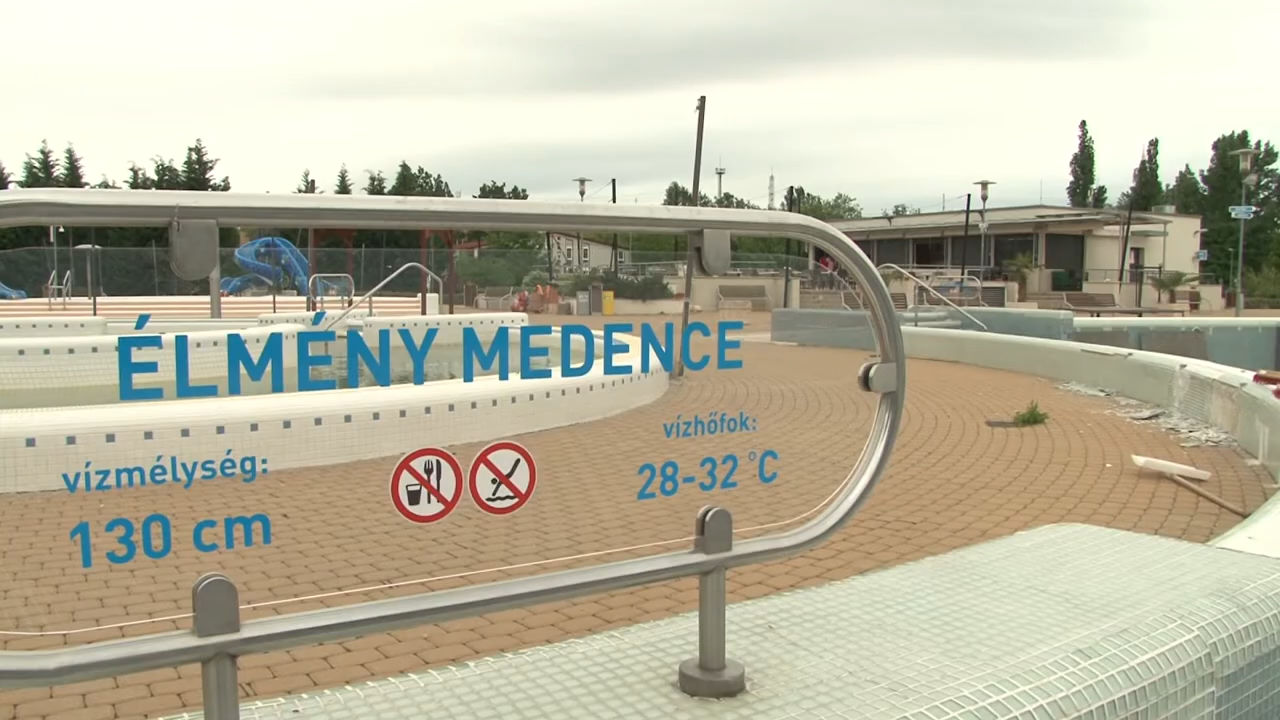 ÉLMÉNY MEDENCE
vízmélység:
130 cm
vízhőfok:
28-32 °C